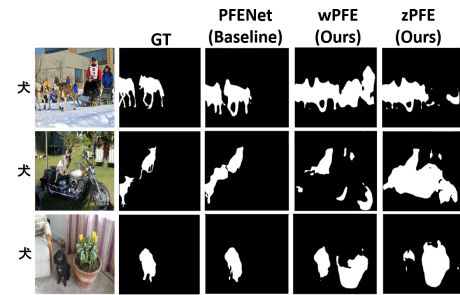 GT
PFENet
(Baseline)
wPFE
(Ours)
zPFE
(Ours)
犬
犬
犬